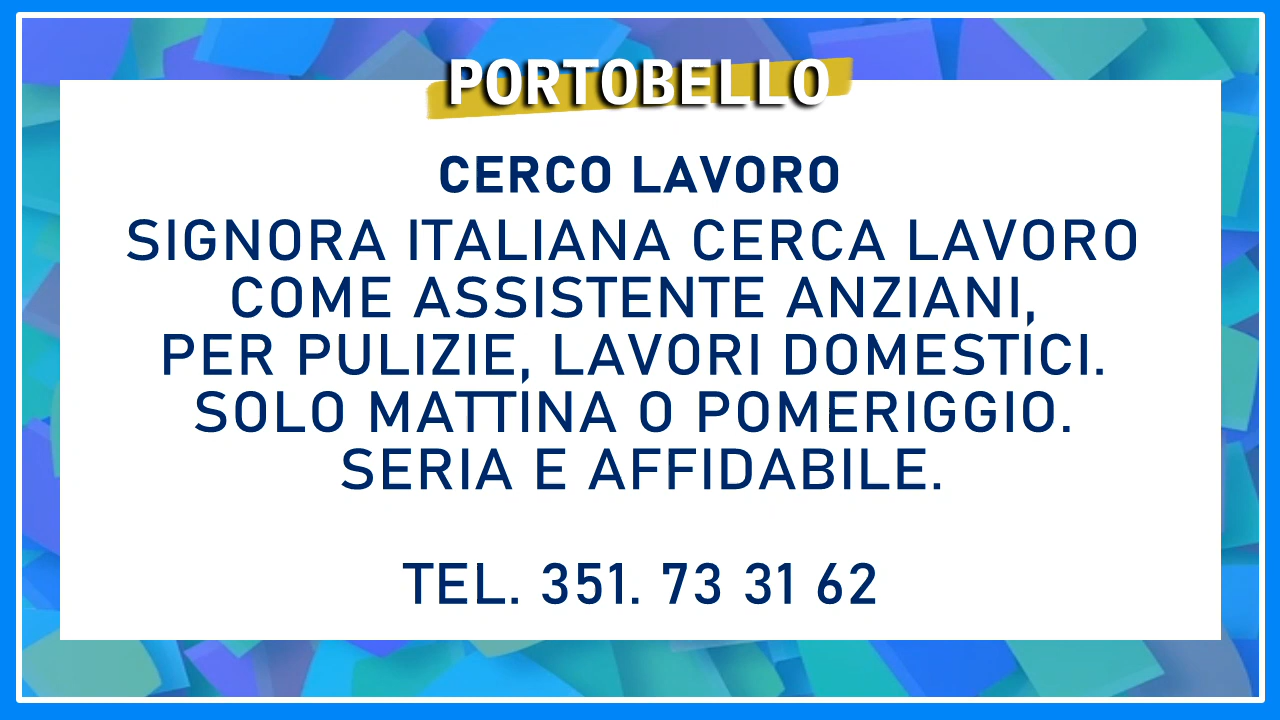 PORTOBELLO
CERCO LAVORO
SIGNORA ITALIANA CERCA LAVORO
COME ASSISTENTE ANZIANI,
PER PULIZIE, LAVORI DOMESTICI.
SOLO MATTINA O POMERIGGIO.
SERIA E AFFIDABILE.
TEL. 351. 73 31 62